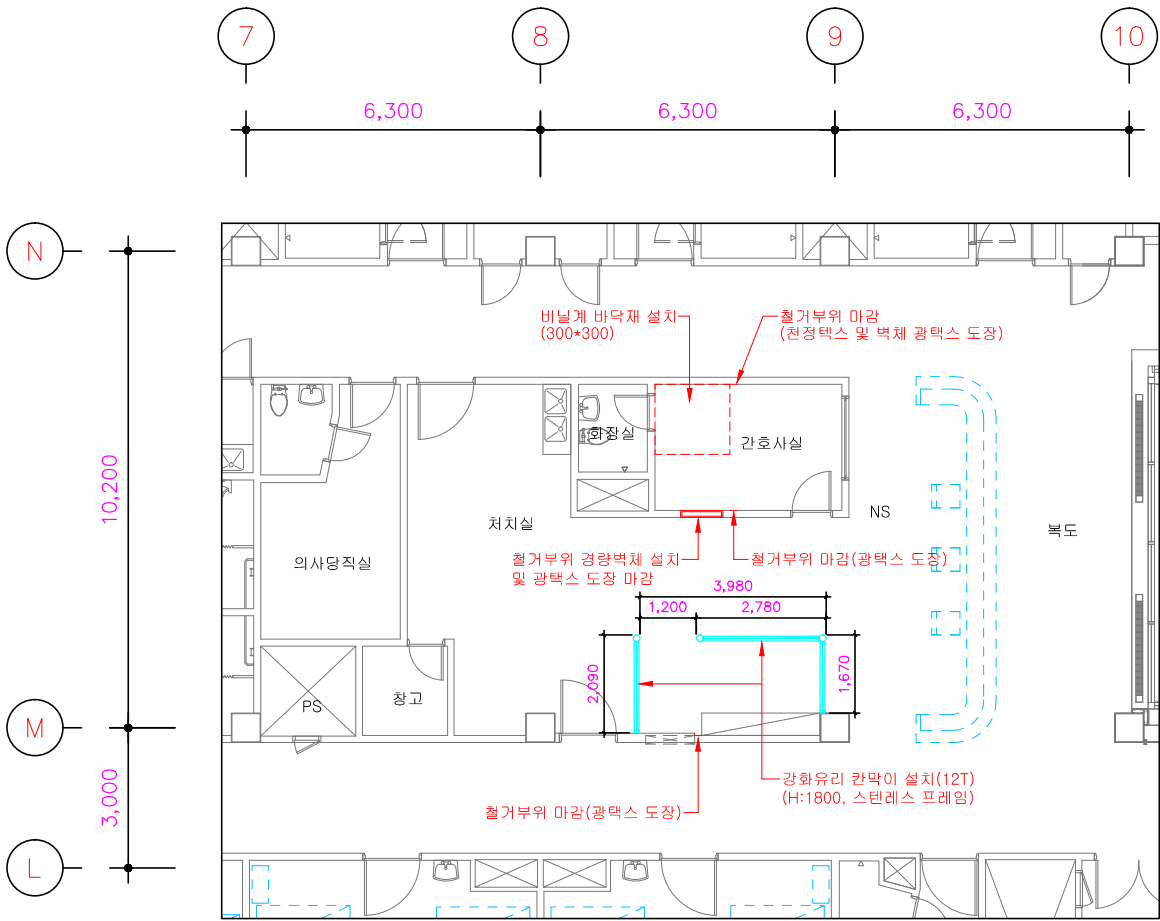 7
8
9
10
6,300
6,300
6,300
N
10,200
M
3,000
L
비닐계 바닥재 설치
(300*300)
철거부위 마감
(천정텍스 및 벽체 광택스 도장)
화장실
간호사실
처치실
NS
복도
의사당직실
철거부위 경량벽체 설치
및 광택스 도장 마감
철거부위 마감(광택스 도장)
3,980
1,200
2,780
2,090
1,670
PS
창고
강화유리 칸막이 설치(12T)
(H:1800, 스텐레스 프레임)
철거부위 마감(광택스 도장)